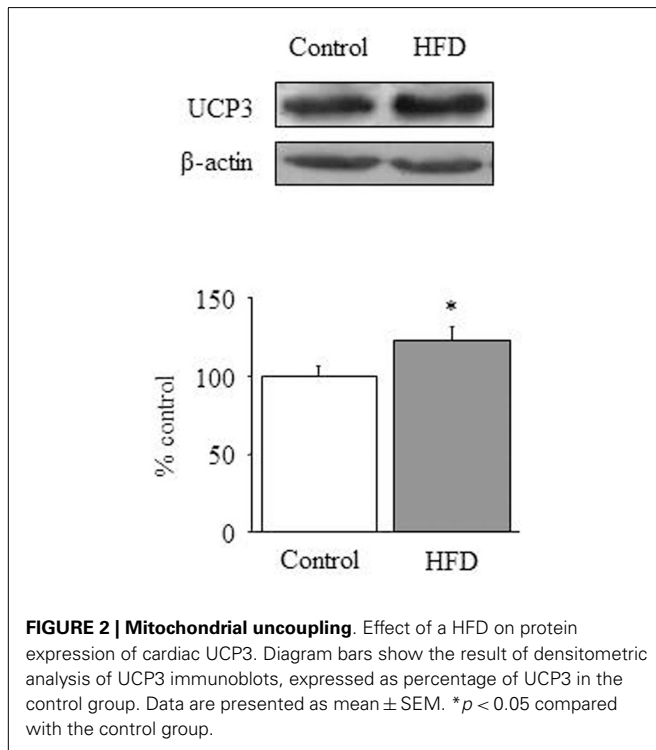 Control HFD
UCP3
β-actin
150
*
100
50
0
% control
Control HFD
FIGURE 2 | Mitochondrial uncoupling. Effect of a HFD on protein
expression of cardiac UCP3. Diagram bars show the result of densitometric
analysis of UCP3 immunoblots, expressed as percentage of UCP3 in the
control group. Data are presented as mean ± SEM. *p < 0.05 compared
with the control group.